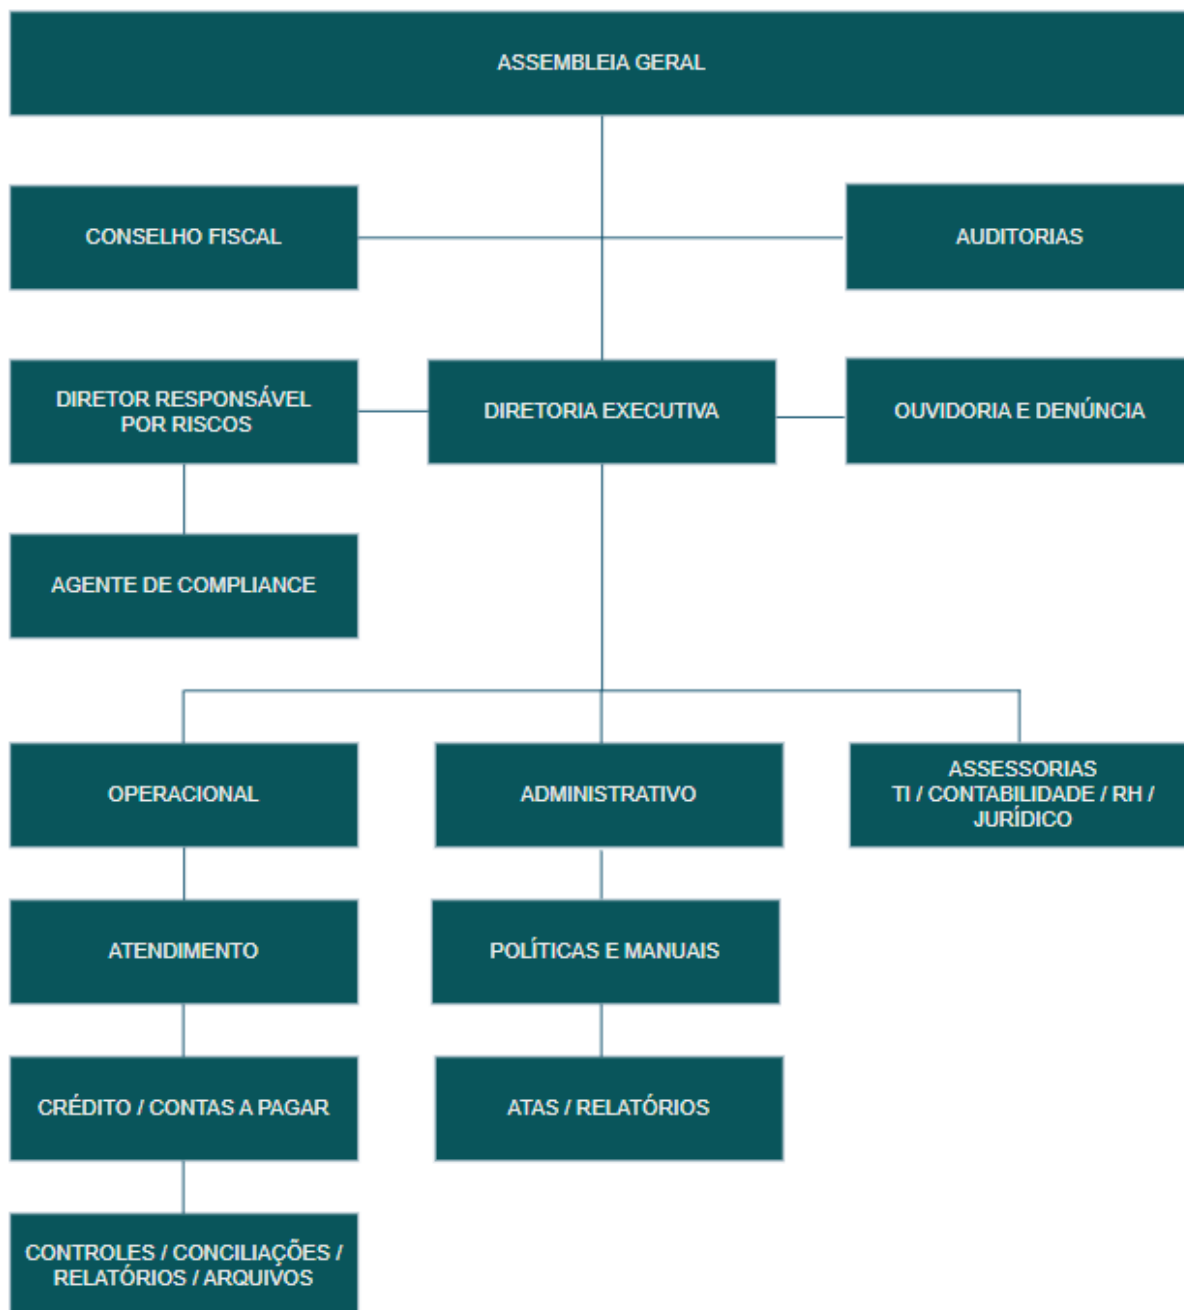 ASSEMBLEIA GERAL
CONSELHO FISCAL
AUDITORIAS
DIRETOR RESPONSÁVEL
POR RISCOS
DIRETORIA EXECUTIVA
OUVIDORIA E DENÚNCIA
AGENTE DE COMPLIANCE
OPERACIONAL
ADMINISTRATIVO
ASSESSORIAS
TI / CONTABILIDADE / RH /
JURÍDICO
ATENDIMENTO
POLÍTICAS E MANUAIS
CRÉDITO / CONTAS A PAGAR
ATAS / RELATÓRIOS
CONTROLES / CONCILIAÇÕES /
RELATÓRIOS / ARQUIVOS